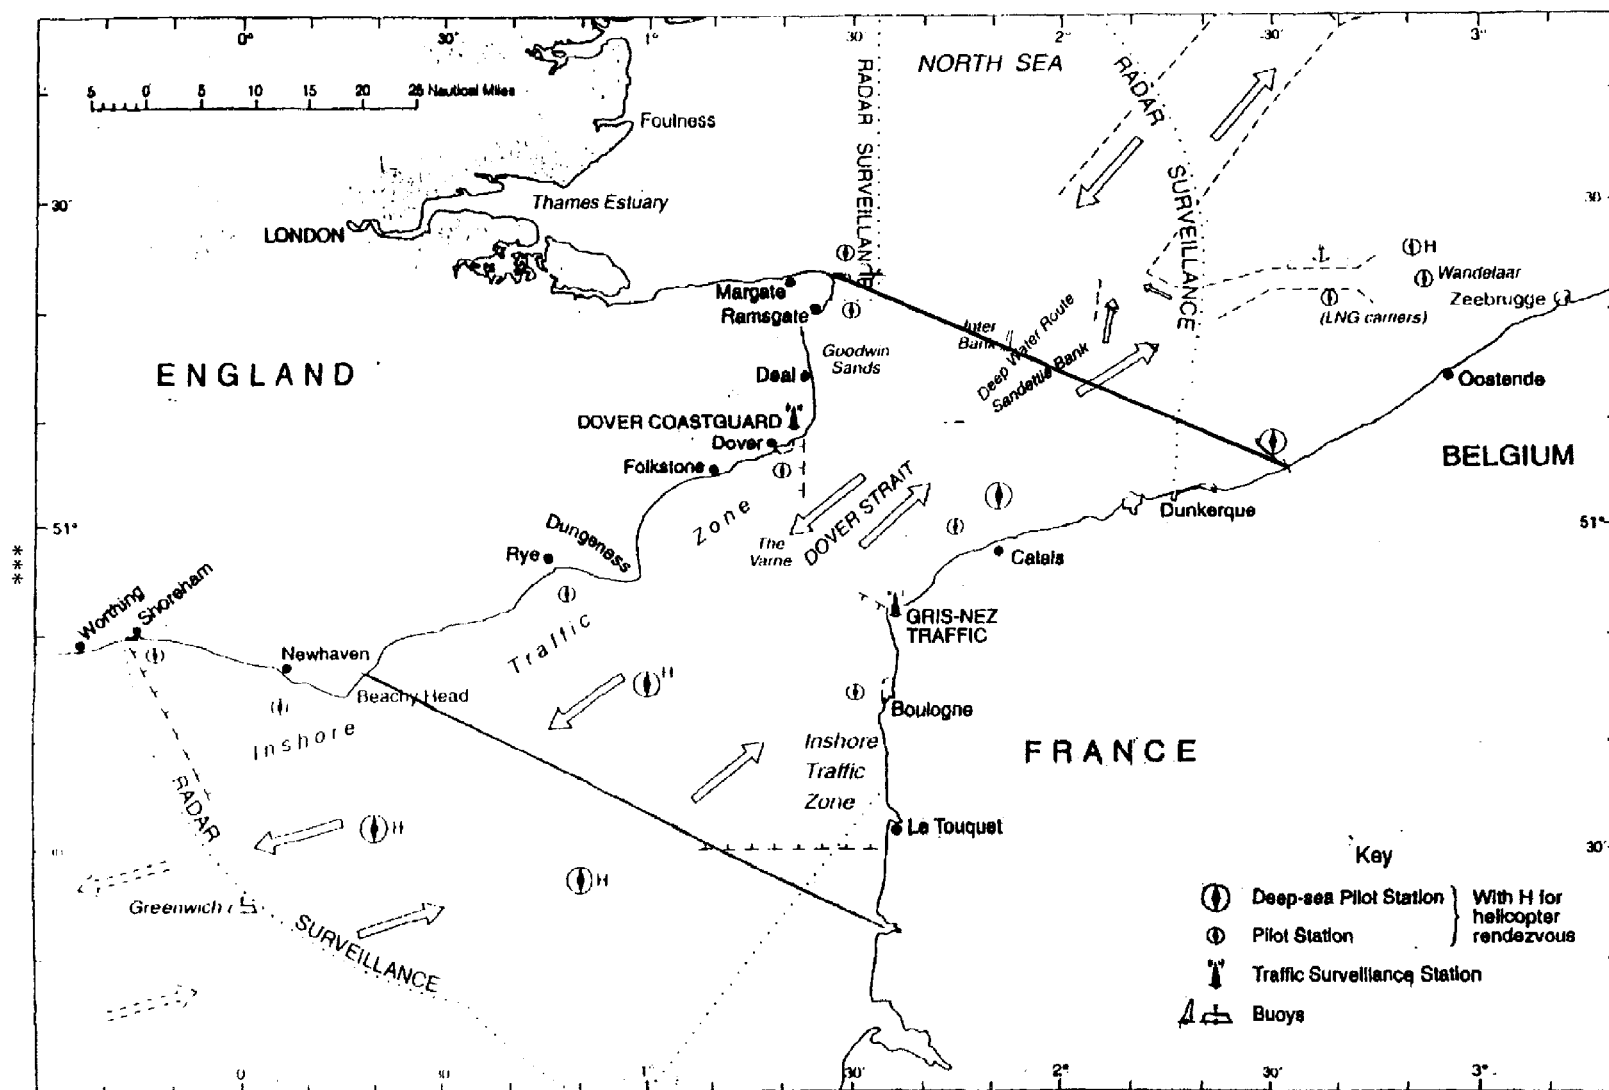 0° 30' 1° 30' 2° 30' 3°
NORTH SEA
5 0 5 10 15 20 25 Nautical Miles
RADAR SURVEILLANCE
RADAR SURVEILLANCE
Foulness
Thames Estuary
30'
30
LONDON
H
Wandelaar
Zeebrugge
(LNG carriers)
Margate
Ramsgate
Inter
Bank
Deep Water Route
Sandettie Bank
Goodwin
Sands
ENGLAND
Deal
Oostende
DOVER COASTGUARD
Dover
Folkstone
BELGIUM
DOVER STRAIT
Dunkerque
51°
51°
Zone
Dungeness
The
Varne
Rye
Calais
***
Worthing
Shoreham
GRIS-NEZ
TRAFFIC
Traffic
Newhaven
Beachy Head
H
Boulogne
Inshore
Inshore
Traffic
Zone
FRANCE
RADAR
H
Le Touquet
30'
Key
H
Greenwich
SURVEILLANCE
Deep-sea Pilot Station
Pilot Station
With H for
helicopter
rendezvous
Traffic Surveillance Station
Buoys
0 30 1° 30' 2° 30 3°